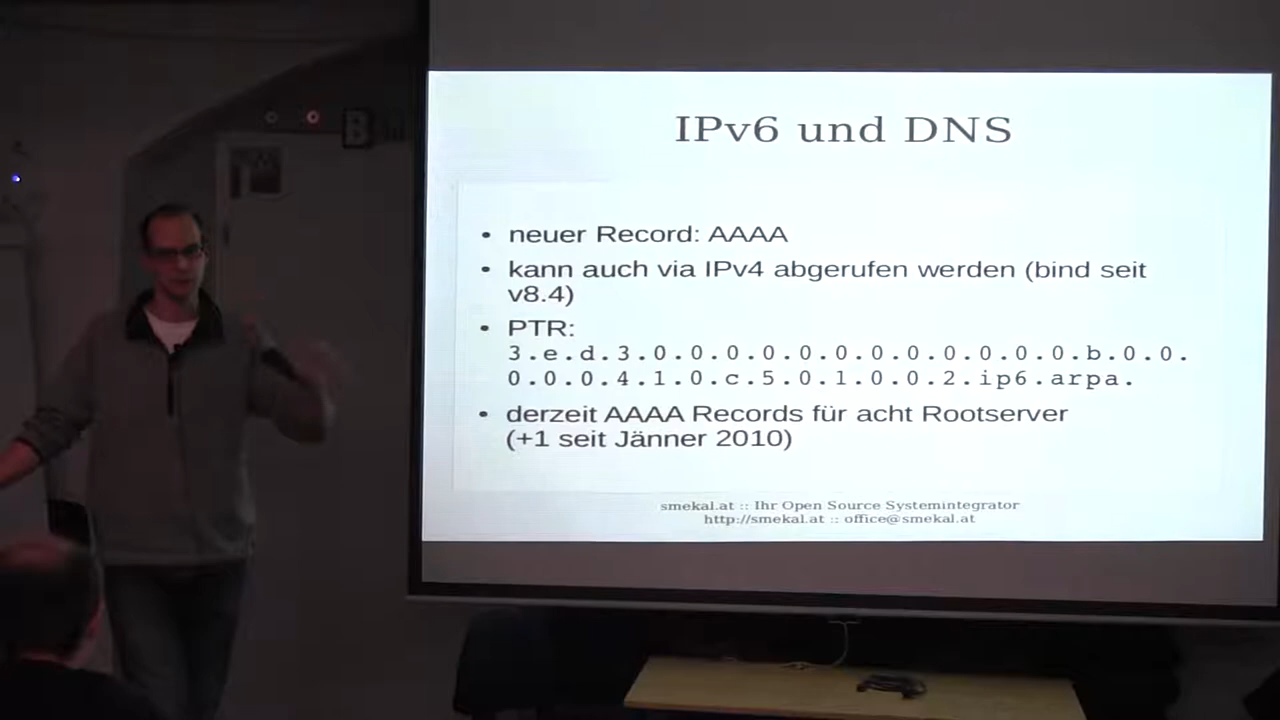 B
IPv6 und DNS
• neuer Record: AAAA
• kann auch via IPv4 abgerufen werden (bind seit
v8.4)
• PTR:
3.e.d.3.0.0.0.0.0.0.0.0.0.0.0.0.b.0.0.
0.0.0.4.1.0.c.5.0.1.0.0.2.ip6.arpa.
• derzeit AAAA Records für acht Rootserver
(+1 seit Jänner 2010)
smekal.at :: Ihr Open Source Systemintegrator
http://smekal.at :: office@smekal.at